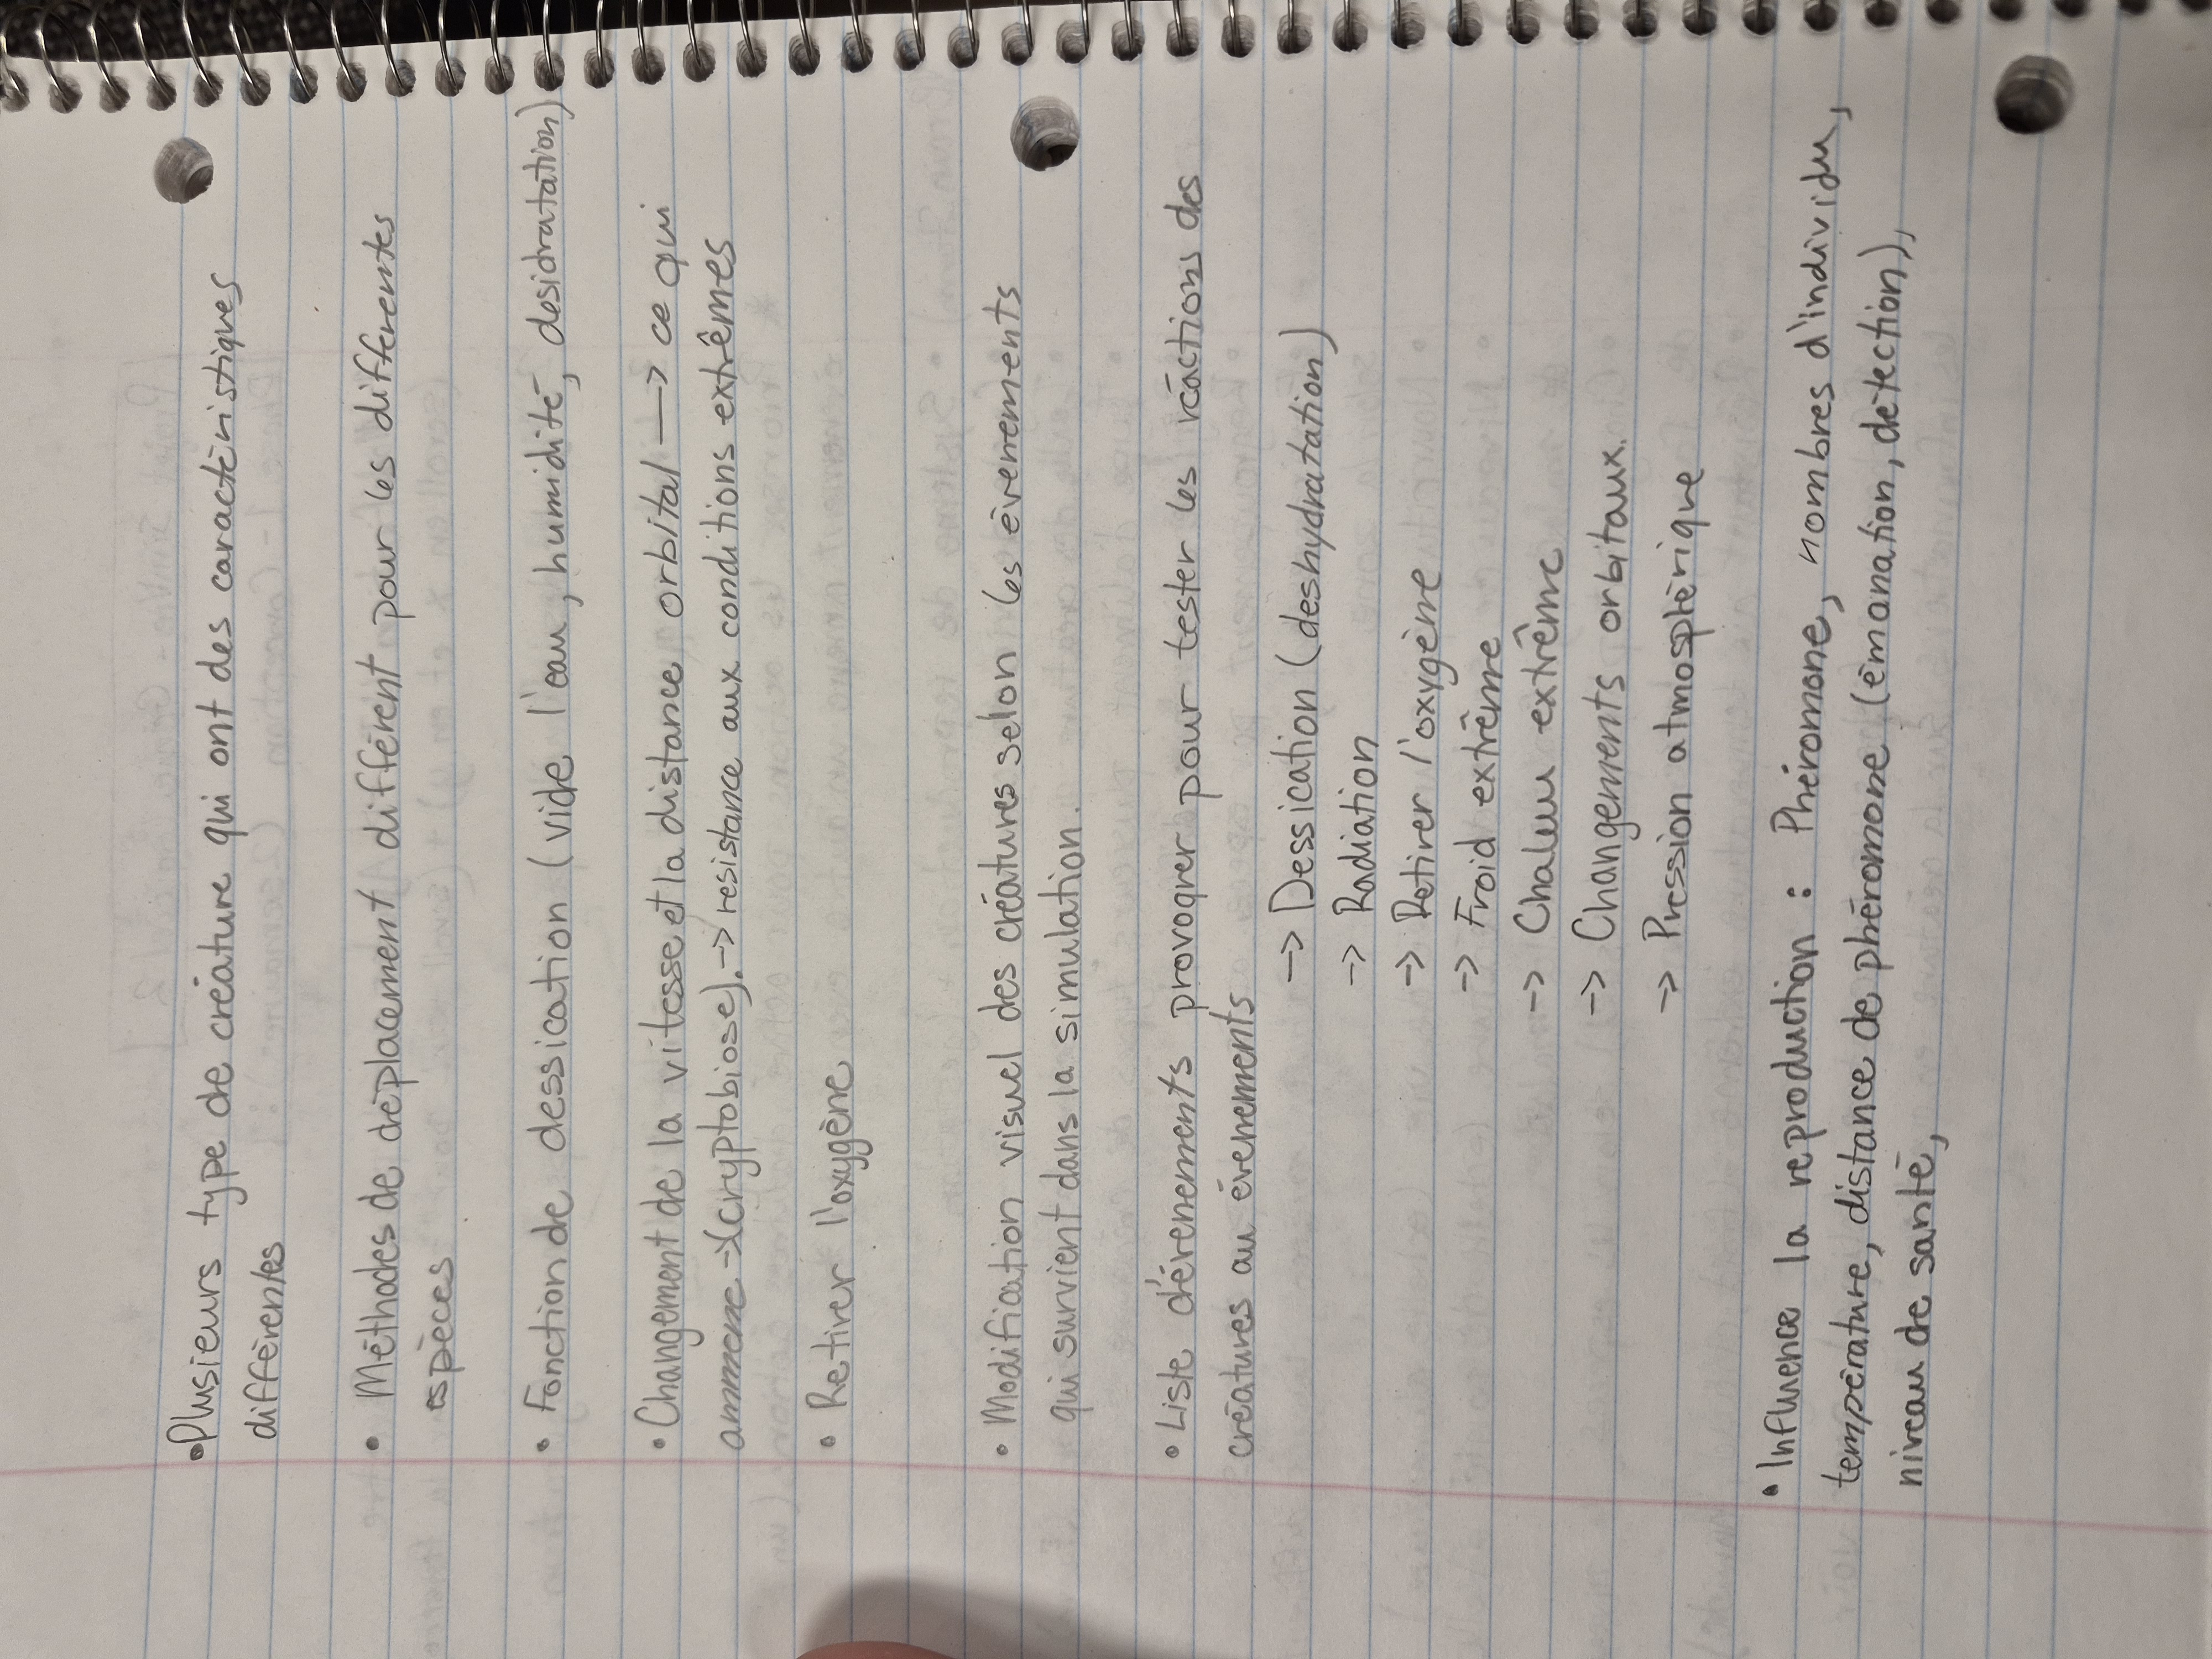 •Plusieurs type de créature qui ont des caractéristiques
différentes
• Méthodes de déplacement différent pour les differentes
espèces
• Fonction de dessication (vide l'eau, humidité, desidratation)
• Changement de la vitesse et la distance orbital —> ce qui
ammene -> (cryptobiose). -> resistance aux conditions extrêmes
• Retirer l'oxygène
• Modification visuel des créatures selon les évenements
qui survient dans la simulation.
• Liste d'évenements provoquer pour tester les réactions des
créatures au évenements
-> Dessication (deshydratation)
-> Radiation
-> Retirer l'oxygène
-> Froid extrême
-> Chaleur extrême
-> Changements orbitaux.
-> Pression atmosphérique
• Influence la reproduction : Phéromone, nombres d'individu,
température, distance de phéromone (émanation, détection),
niveau de santé,